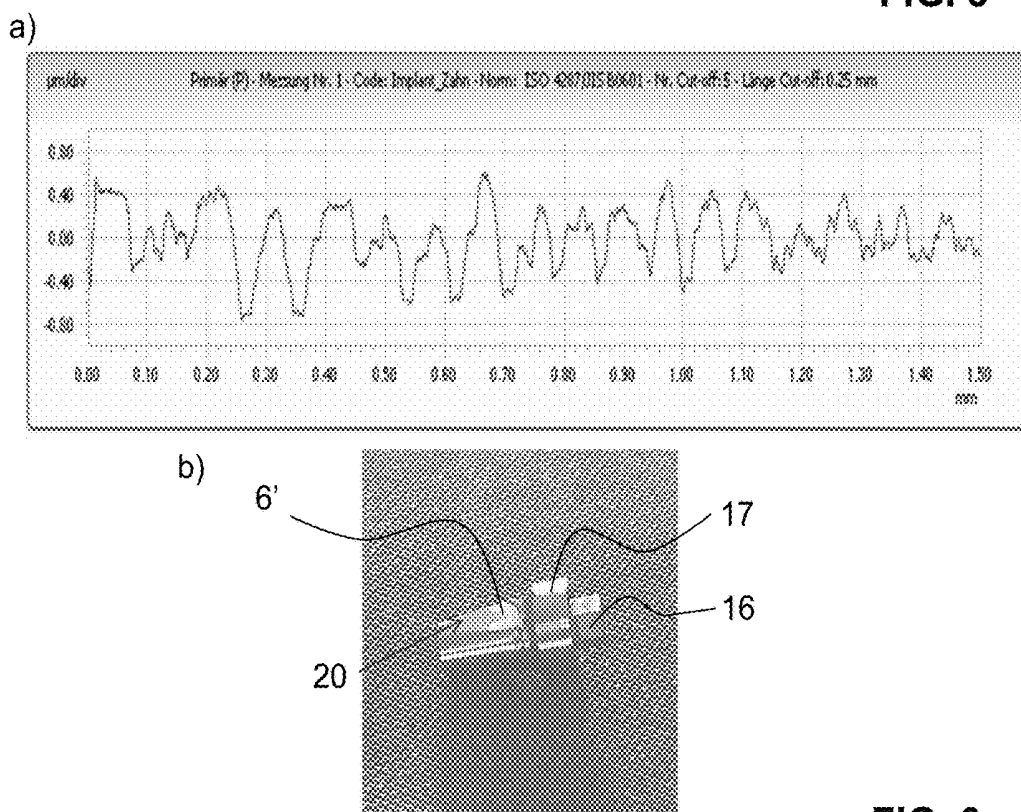 a)
µm/div Primär (P) - Messung Nr. 1 - Code: Implant_Zahn - Norm: ISO 4287 - Nr. Cut-off: 5 - Länge Cut-off: 0.25 mm
0.80
0.40
0.00
-0.40
-0.80
0.00 0.10 0.20 0.30 0.40 0.50 0.60 0.70 0.80 0.90 1.00 1.10 1.20 1.30 1.40 1.50
mm
b)
6'
17
16
20